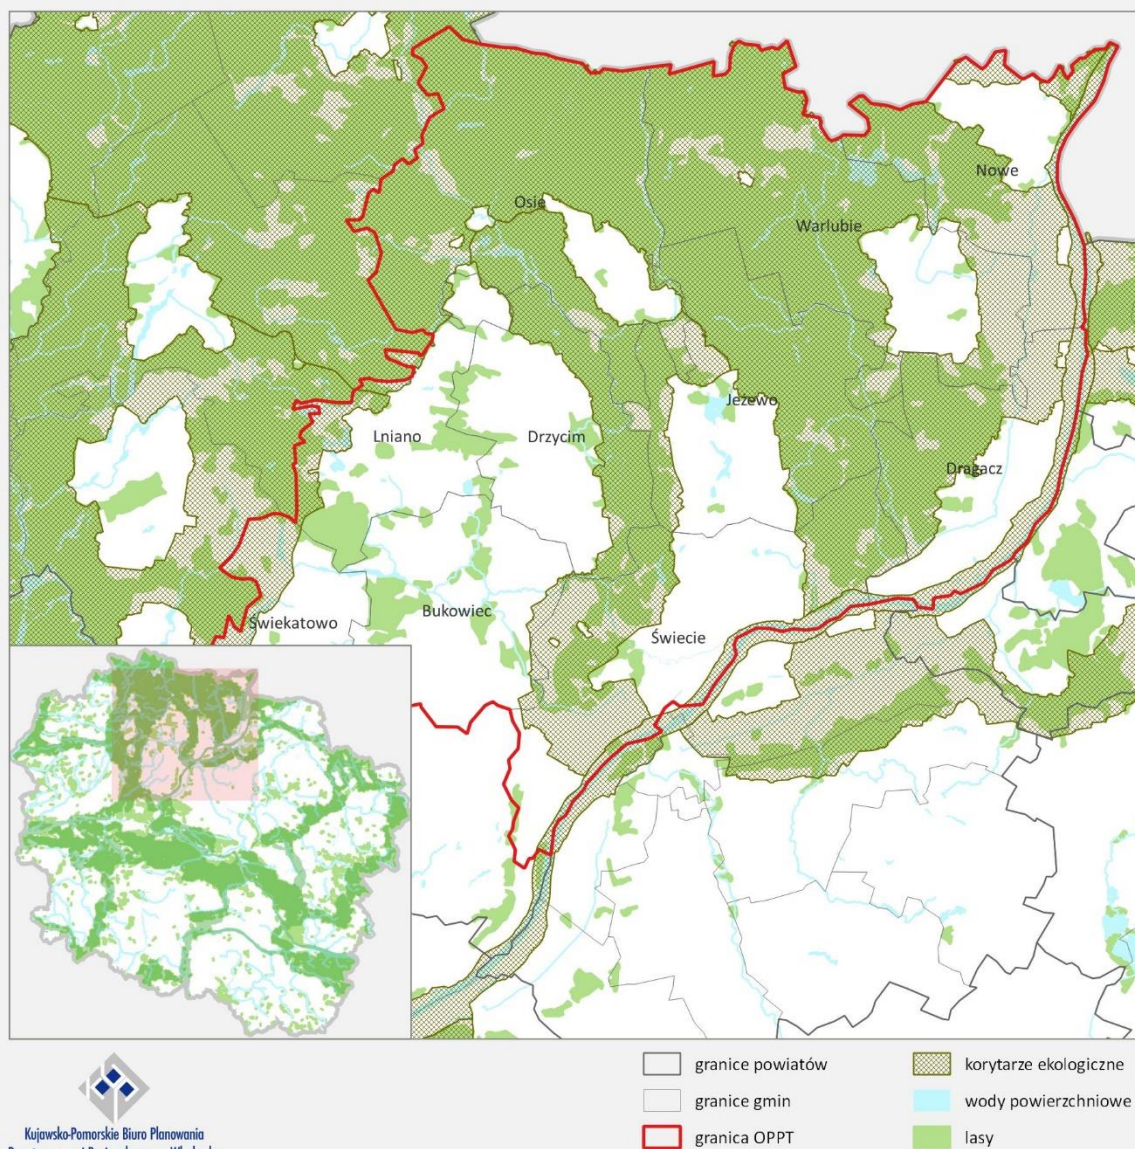 Nowe
Osie
Warlubie
Jeżewo
Lniano
Drzycim
Dragacz
Bukowiec
Świekatowo
Świecie
granice powiatów
korytarze ekologiczne
granice gmin
wody powierzchniowe
granica OPPT
lasy
Kujawsko-Pomorskie Biuro Planowania